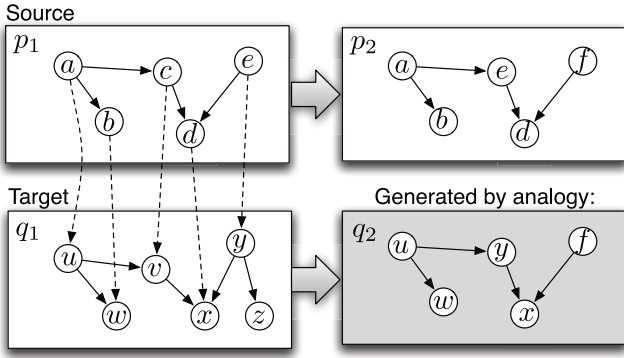 Source
p1
a
c
e
b
d
p2
a
e
f
b
d
Target
q1
u
v
y
w
x
z
Generated by analogy:
q2
u
y
f
w
x